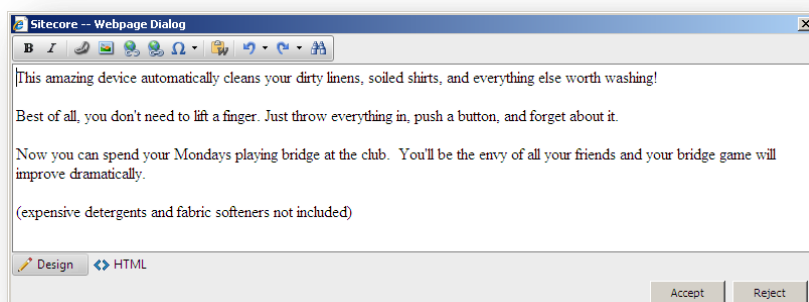 Sitecore -- Webpage Dialog
B I Ω
This amazing device automatically cleans your dirty linens, soiled shirts, and everything else worth washing!
Best of all, you don't need to lift a finger. Just throw everything in, push a button, and forget about it.
Now you can spend your Mondays playing bridge at the club.  You'll be the envy of all your friends and your bridge game will
improve dramatically.
(expensive detergents and fabric softeners not included)
Design HTML
Accept Reject